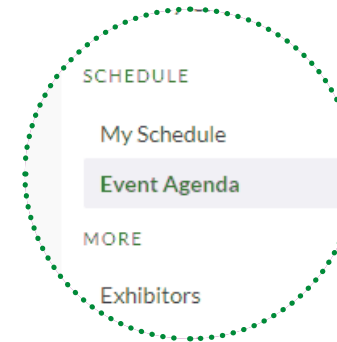 SCHEDULE
My Schedule
Event Agenda
MORE
Exhibitors